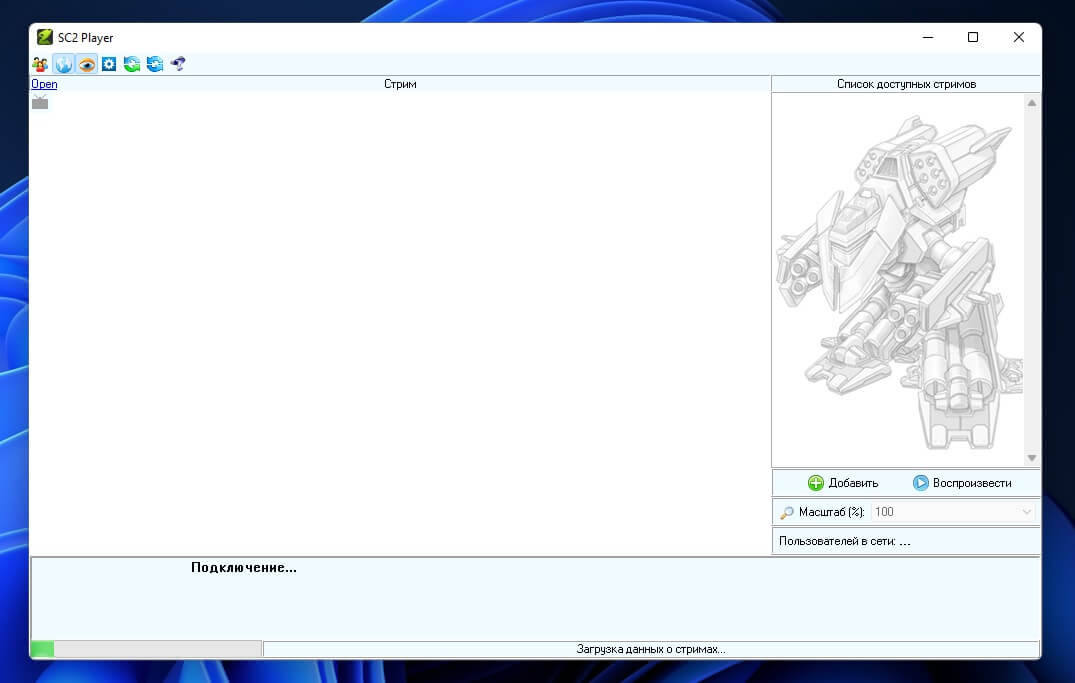 SC2 Player
Open
Стрим
Список доступных стримов
Добавить
Воспроизвести
Масштаб (%):
100
Пользователей в сети: ...
Подключение...
Загрузка данных о стримах...